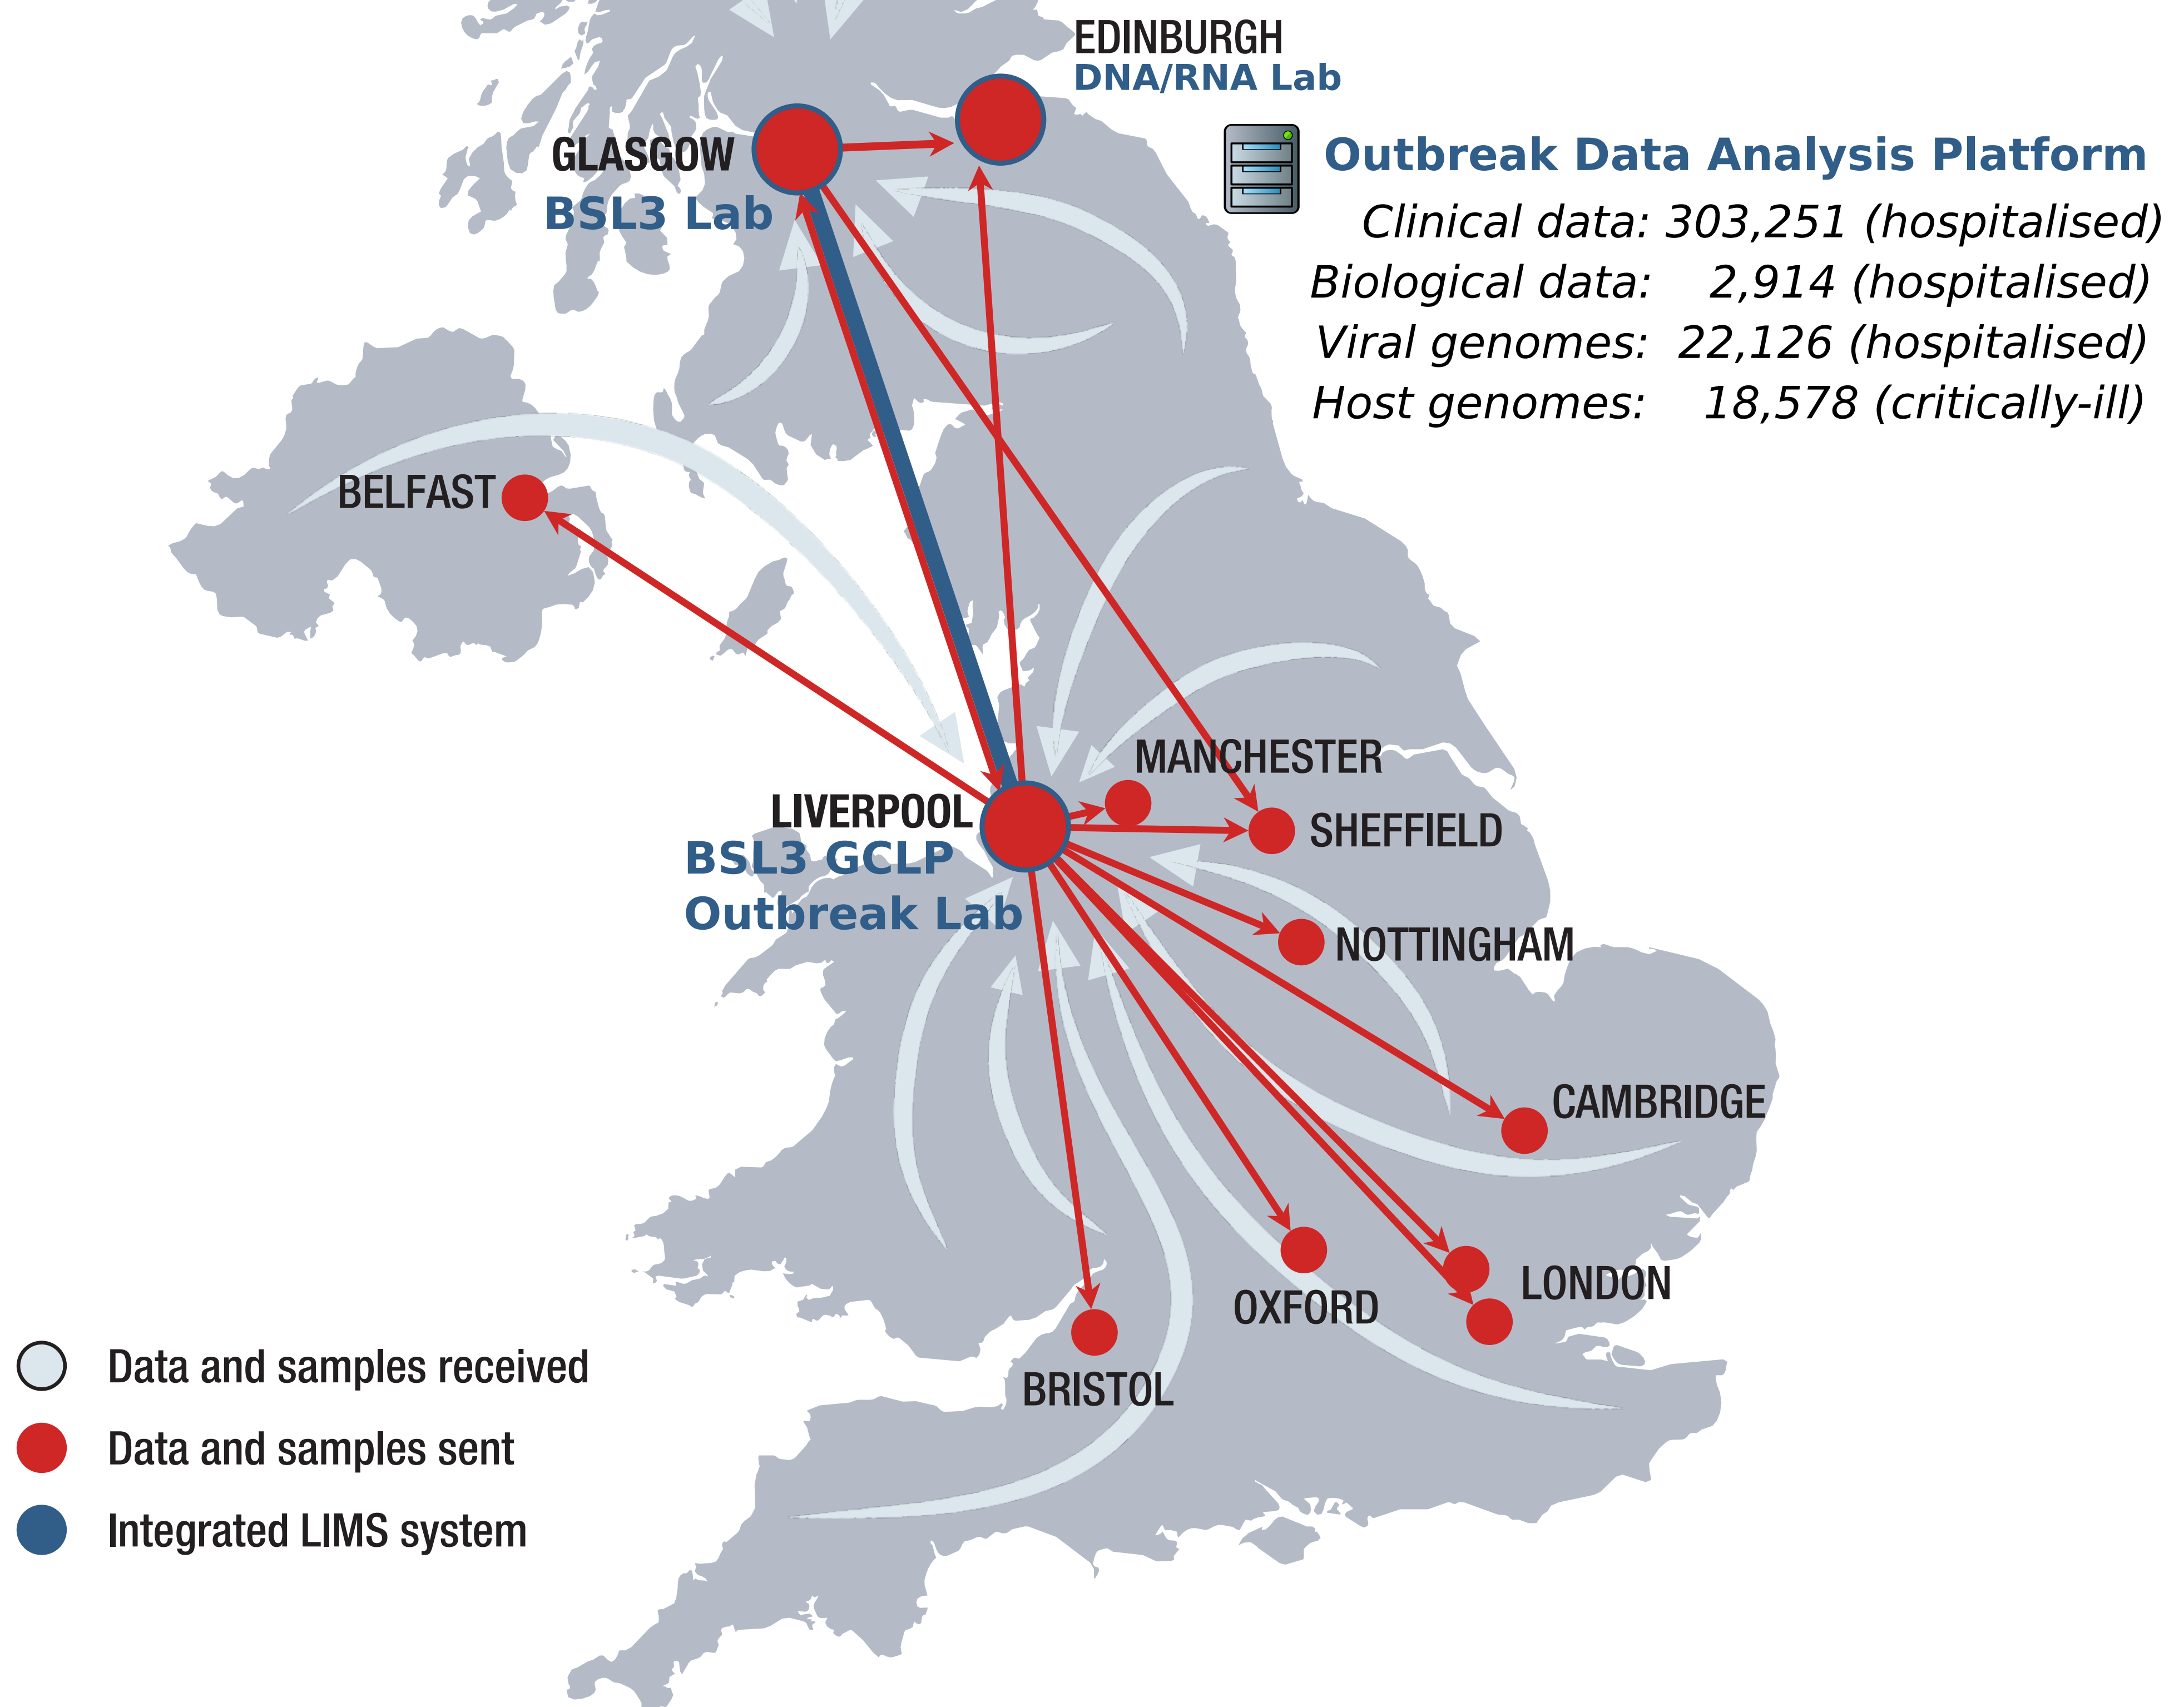 EDINBURGH
DNA/RNA Lab
GLASGOW
BSL3 Lab
Outbreak Data Analysis Platform
Clinical data: 303,251 (hospitalised)
Biological data: 2,914 (hospitalised)
Viral genomes: 22,126 (hospitalised)
Host genomes: 18,578 (critically-ill)
BELFAST
MANCHESTER
LIVERPOOL
BSL3 GCLP
Outbreak Lab
SHEFFIELD
NOTTINGHAM
CAMBRIDGE
LONDON
OXFORD
BRISTOL
Data and samples received
Data and samples sent
Integrated LIMS system